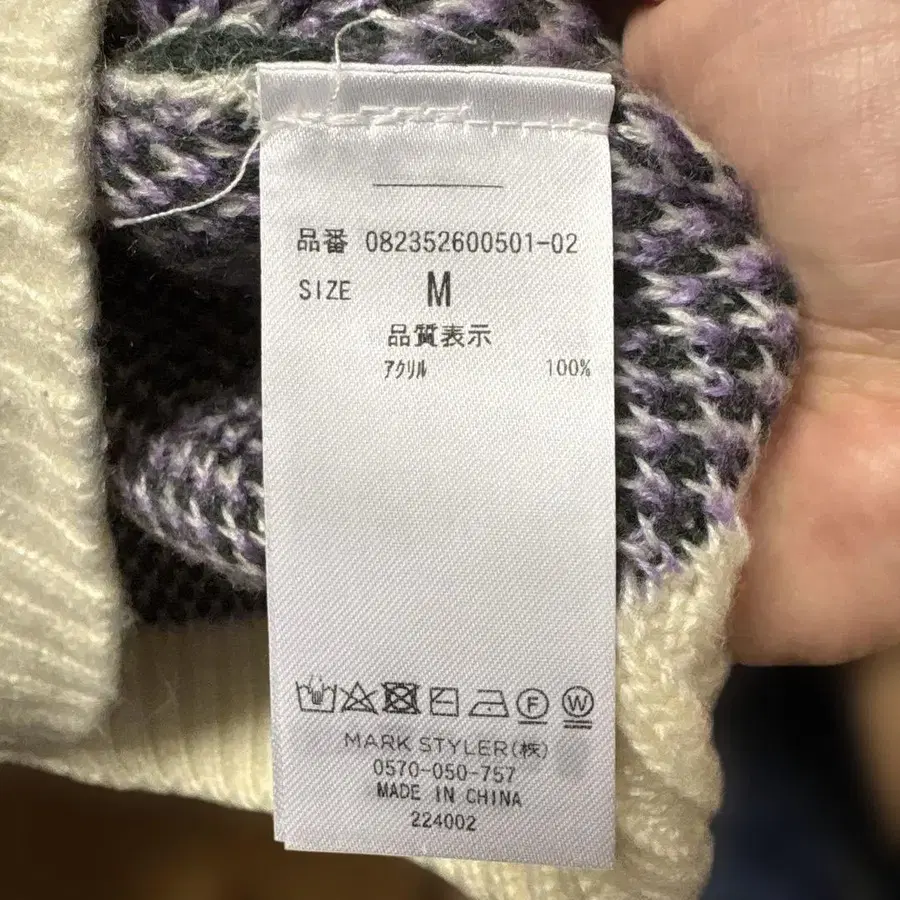 品番 082352600501-02
SIZE M
品質表示
アクリル 100%
F W
MARK STYLER(株)
0570-050-757
MADE IN CHINA
224002